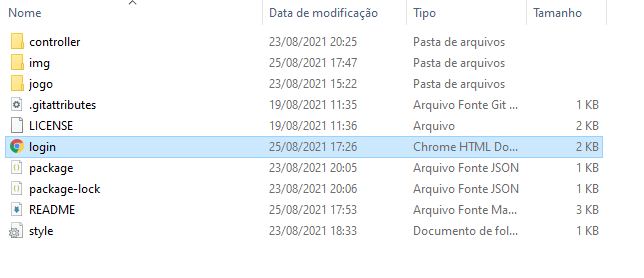 Nome Data de modificação Tipo Tamanho
controller 23/08/2021 20:25 Pasta de arquivos
img 25/08/2021 17:47 Pasta de arquivos
jogo 23/08/2021 15:22 Pasta de arquivos
.gitattributes 19/08/2021 11:35 Arquivo Fonte Git ... 1 KB
LICENSE 19/08/2021 11:36 Arquivo 2 KB
login 25/08/2021 17:26 Chrome HTML Do... 2 KB
package 23/08/2021 20:05 Arquivo Fonte JSON 1 KB
package-lock 23/08/2021 20:06 Arquivo Fonte JSON 1 KB
README 25/08/2021 17:53 Arquivo Fonte Ma... 3 KB
style 23/08/2021 18:33 Documento de fol... 1 KB